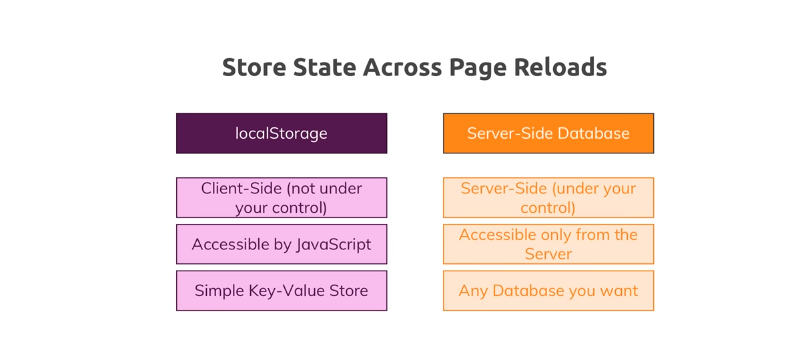 Store State Across Page Reloads
localStorage
Client-Side (not under
your control)
Accessible by JavaScript
Simple Key-Value Store
Server-Side Database
Server-Side (under your
control)
Accessible only from the
Server
Any Database you want